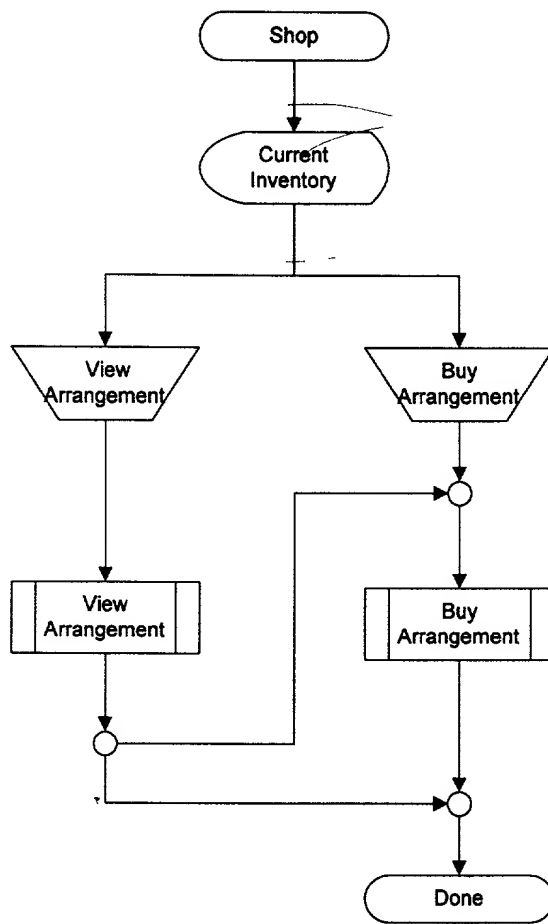 Shop
Current
Inventory
View
Arrangement
Buy
Arrangement
View
Arrangement
Buy
Arrangement
Done